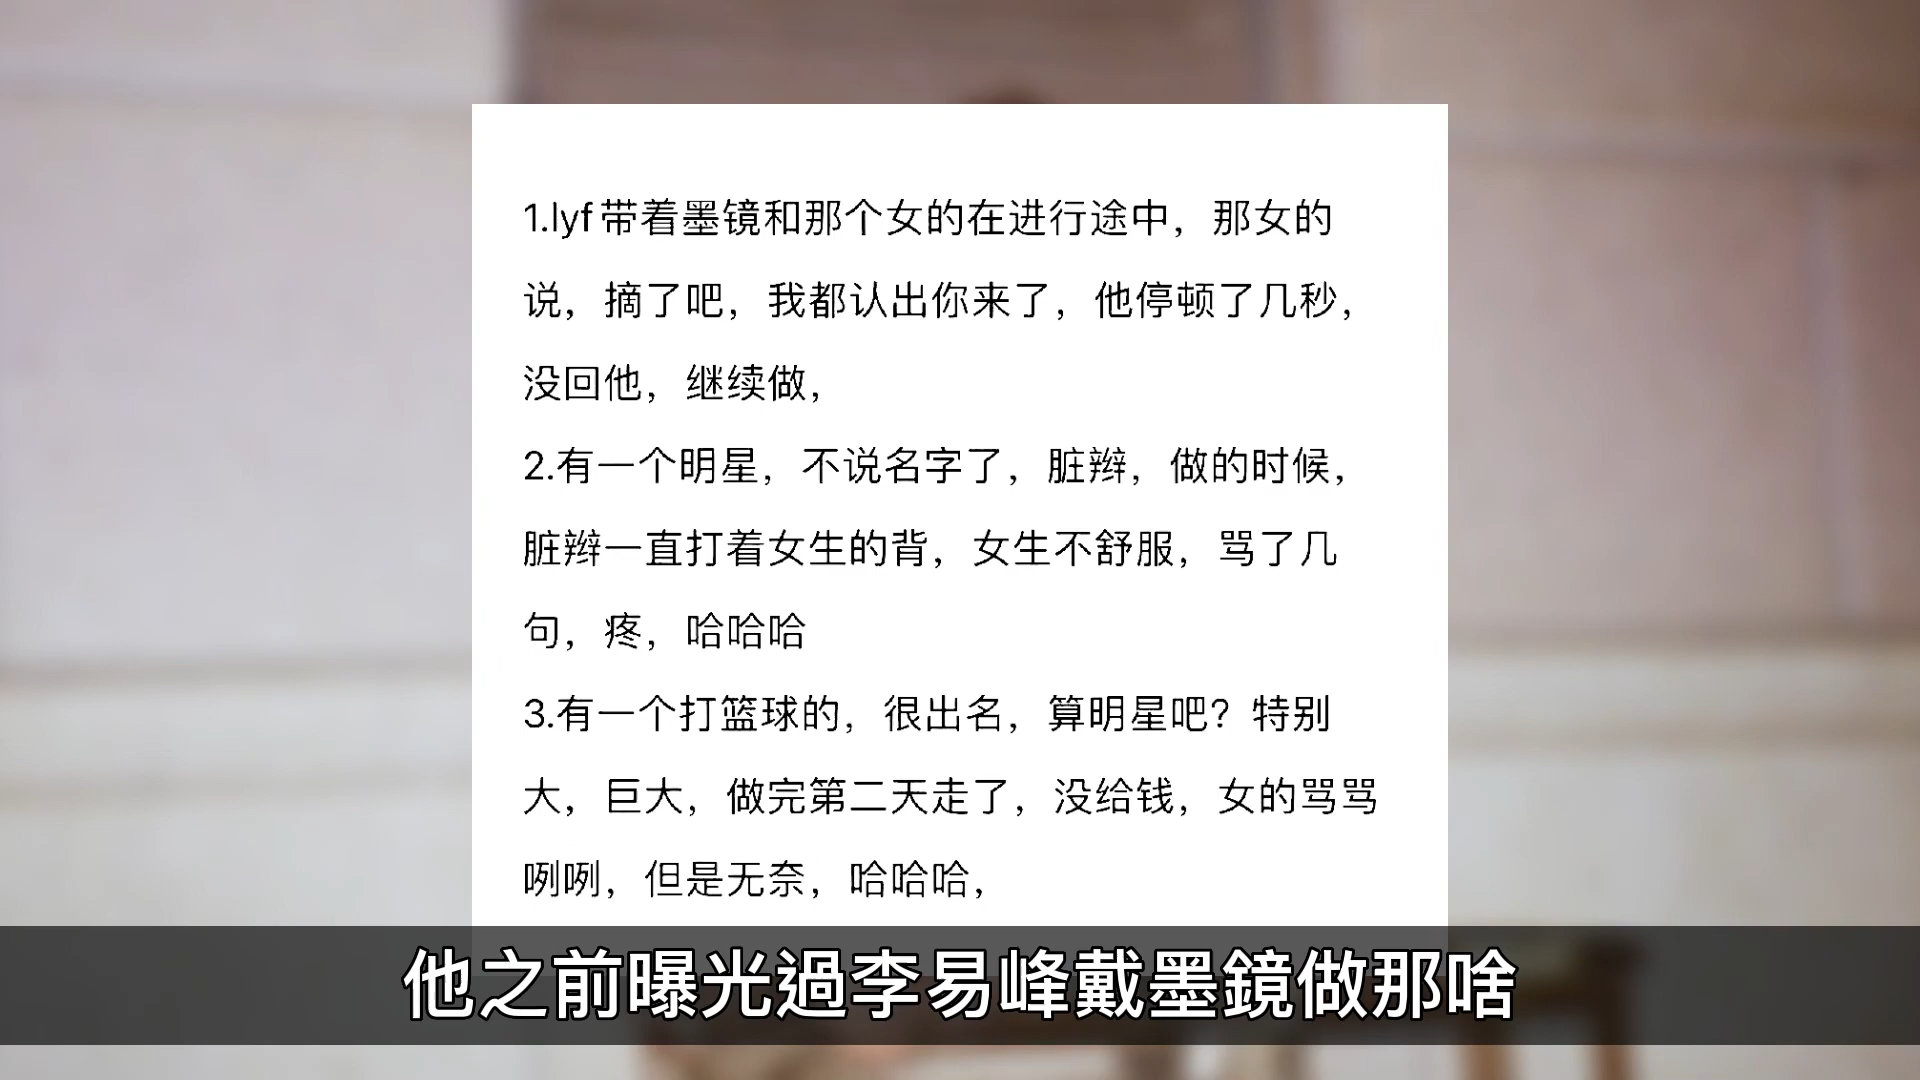 1.lyf带着墨镜和那个女的在进行途中，那女的
说，摘了吧，我都认出你来了，他停顿了几秒，
没回他，继续做，
2.有一个明星，不说名字了，脏辫，做的时候，
脏辫一直打着女生的背，女生不舒服，骂了几
句，疼，哈哈哈
3.有一个打篮球的，很出名，算明星吧？特别
大，巨大，做完第二天走了，没给钱，女的骂骂
咧咧，但是无奈，哈哈哈，
他之前曝光過李易峰戴墨鏡做那啥